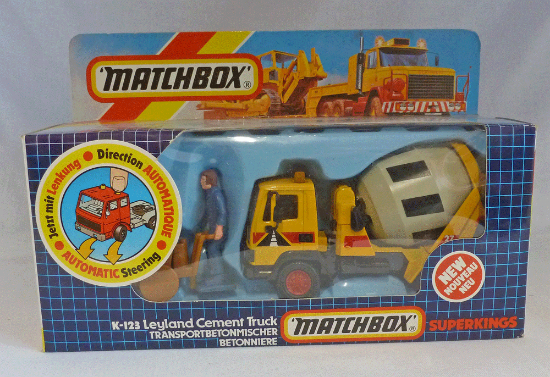 'MATCHBOX'®
Jetzt mit Lenkung • Direction AUTOMATIQUE •
AUTOMATIC Steering •
NEW
NOUVEAU
NEU
K-123 Leyland Cement Truck
TRANSPORTBETONMISCHER
BETONNIERE
'MATCHBOX'®
SUPERKINGS